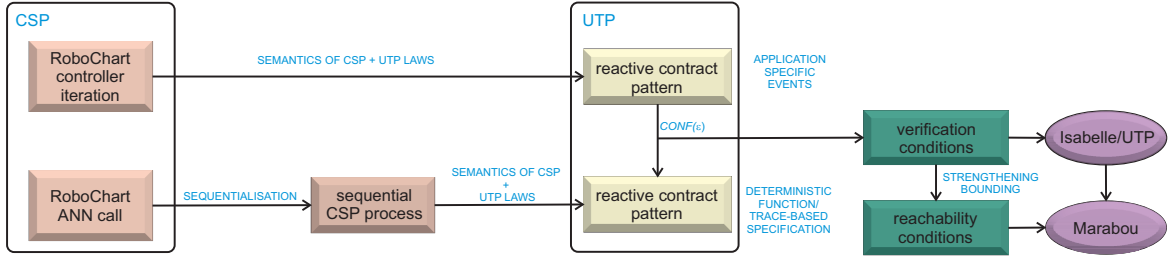 CSP
RoboChart
controller
iteration
SEMANTICS OF CSP + UTP LAWS
UTP
reactive contract
pattern
APPLICATION
SPECIFIC
EVENTS
CONF(ε)
verification
conditions
Isabelle/UTP
STRENGTHENING
BOUNDING
RoboChart
ANN call
SEQUENTIALISATION
sequential
CSP process
SEMANTICS OF CSP
+
UTP LAWS
reactive contract
pattern
DETERMINISTIC
FUNCTION/
TRACE-BASED
SPECIFICATION
reachability
conditions
Marabou